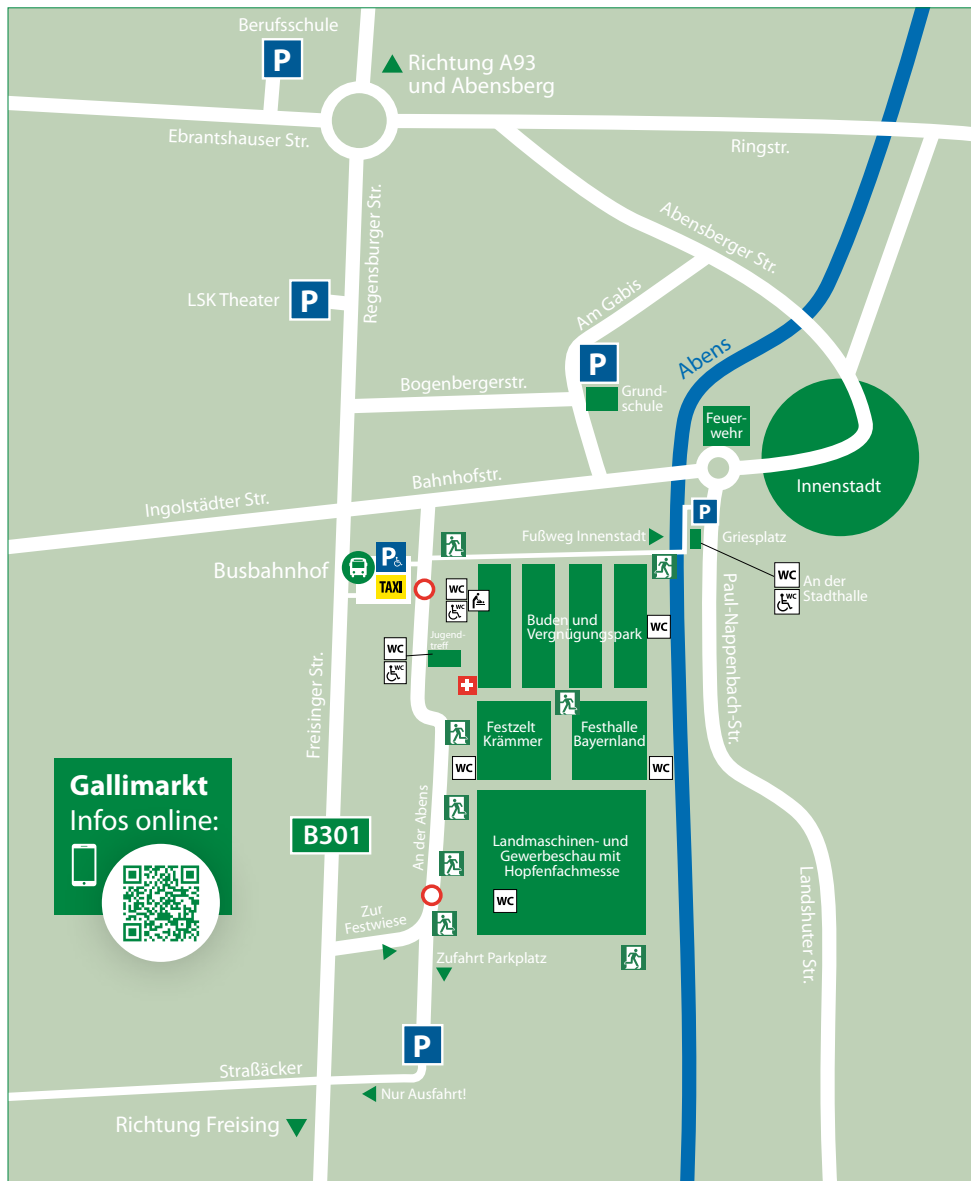 Berufsschule
P
Richtung A93
und Abensberg
Ebrantshauser Str.
Ringstr.
Regensburger Str.
Abensberger Str.
LSK Theater
P
Am Gabis
Abens
P
Bogenbergerstr.
Grund-
schule
Feuer-
wehr
Innenstadt
Bahnhofstr.
Ingolstädter Str.
P
Fußweg Innenstadt
Griesplatz
Busbahnhof
P
TAXI
WC
WC
WC
WC
An der
Stadthalle
Buden und
Vergnügungspark
WC
Jugend-
treff
WC
WC
Paul-Nappenbach-Str.
Freisinger Str.
Festzelt
Krämmer
Festhalle
Bayernland
WC
WC
Gallimarkt
Infos online:
B301
An der Abens
Landmaschinen- und
Gewerbeschau mit
Hopfenfachmesse
WC
Landshuter Str.
Zur
Festwiese
Zufahrt Parkplatz
P
Straßäcker
Nur Ausfahrt!
Richtung Freising